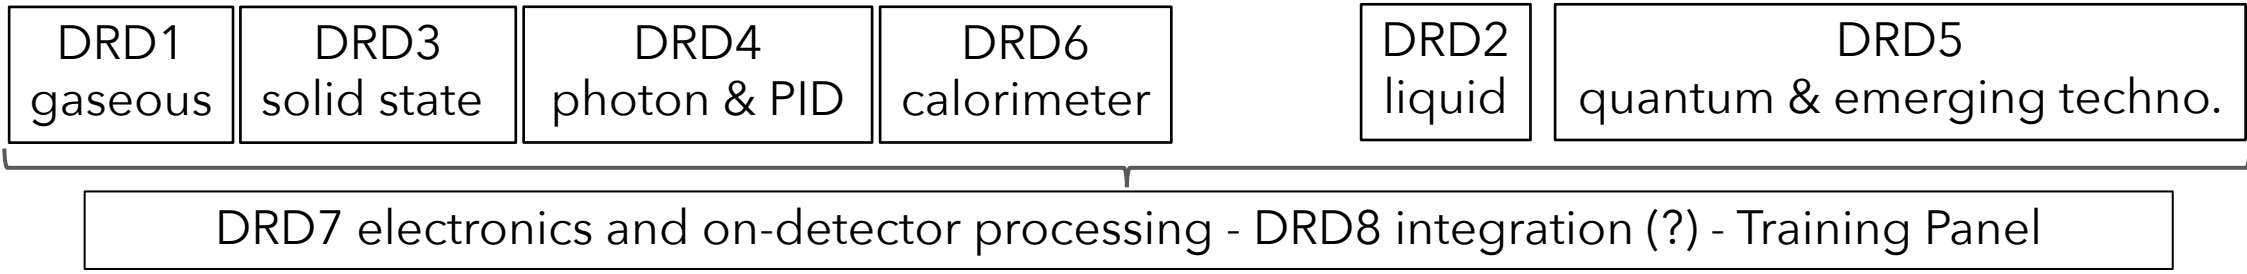 DRD1
gaseous
DRD3
solid state
DRD4
photon & PID
DRD6
calorimeter
DRD2
liquid
DRD5
quantum & emerging techno.
DRD7 electronics and on-detector processing - DRD8 integration (?) - Training Panel